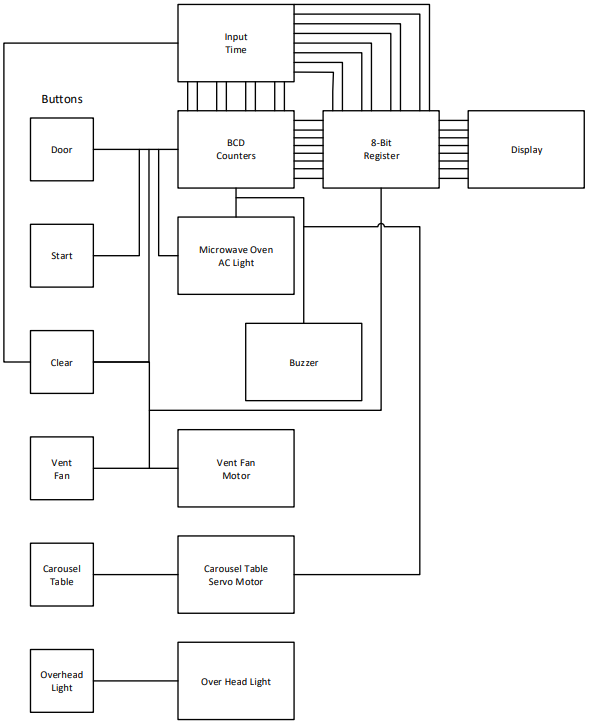 Input
Time
Buttons
Door
BCD
Counters
8-Bit
Register
Display
Start
Microwave Oven
AC Light
Clear
Buzzer
Vent
Fan
Vent Fan
Motor
Carousel
Table
Carousel Table
Servo Motor
Overhead
Light
Over Head Light